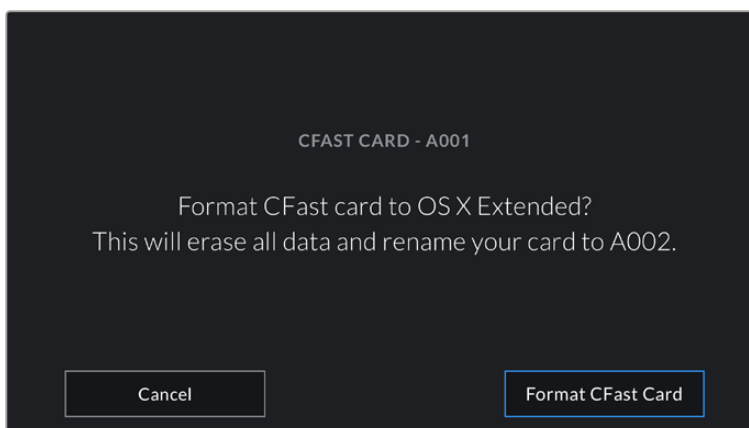 CFAST CARD - A001
Format CFast card to OS X Extended?
This will erase all data and rename your card to A002.
Cancel
Format CFast Card